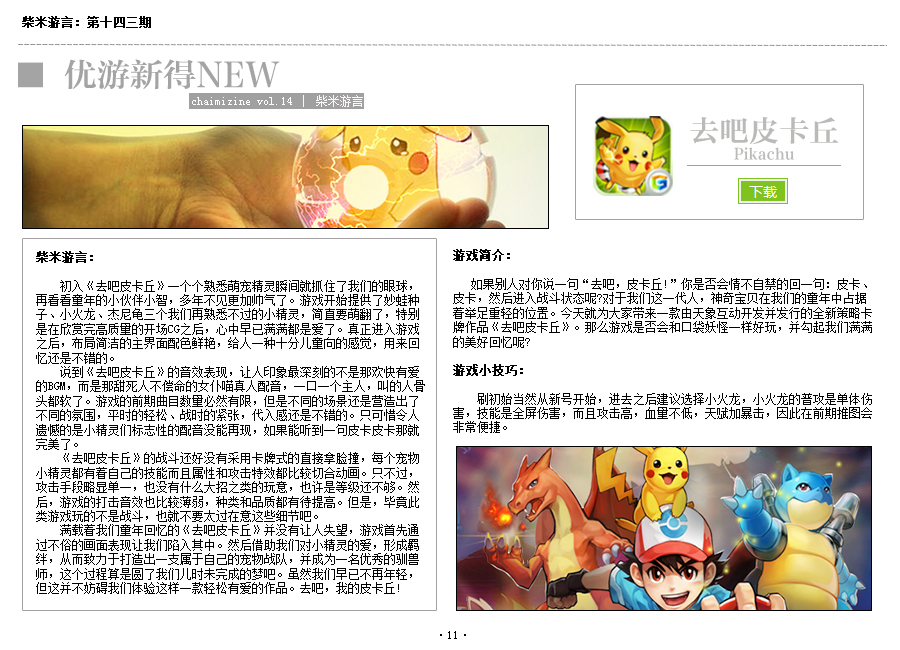 柴米游言：第十四三期
优游新得NEW
chaimizine vol.14 | 柴米游言
去吧皮卡丘
Pikachu
下载
柴米游言：
初入《去吧皮卡丘》一个个熟悉萌宠精灵瞬间就抓住了我们的眼球，
再看看童年的小伙伴小智，多年不见更加帅气了。游戏开始提供了妙蛙种
子、小火龙、杰尼龟三个我们再熟悉不过的小精灵，简直要萌翻了，特别
是在欣赏完高质量的开场CG之后，心中早已满满都是爱了。真正进入游戏
之后，布局简洁的主界面配色鲜艳，给人一种十分儿童向的感觉，用来回
忆还是不错的。
说到《去吧皮卡丘》的音效表现，让人印象最深刻的不是那欢快有爱
的BGM，而是那甜死人不偿命的女仆喵真人配音，一口一个主人，叫的人骨
头都软了。游戏的前期曲目数量必然有限，但是不同的场景还是营造出了
不同的氛围，平时的轻松、战时的紧张，代入感还是不错的。只可惜令人
遗憾的是小精灵们标志性的配音没能再现，如果能听到一句皮卡皮卡那就
完美了。
《去吧皮卡丘》的战斗还好没有采用卡牌式的直接拿脸撞，每个宠物
小精灵都有着自己的技能而且属性和攻击特效都比较切合动画。只不过，
攻击手段略显单一，也没有什么大招之类的玩意，也许是等级还不够。然
后，游戏的打击音效也比较薄弱，种类和品质都有待提高。但是，毕竟此
类游戏玩的不是战斗，也就不要太过在意这些细节吧。
满载着我们童年回忆的《去吧皮卡丘》并没有让人失望，游戏首先通
过不俗的画面表现让我们陷入其中。然后借助我们对小精灵的爱，形成羁
绊，从而致力于打造出一支属于自己的宠物战队，并成为一名优秀的驯兽
师，这个过程算是圆了我们儿时未完成的梦吧。虽然我们早已不再年轻，
但这并不妨碍我们体验这样一款轻松有爱的作品。去吧，我的皮卡丘！
游戏简介：
如果别人对你说一句“去吧，皮卡丘！”你是否会情不自禁的回一句：皮卡、
皮卡，然后进入战斗状态呢?对于我们这一代人，神奇宝贝在我们的童年中占据
着举足重轻的位置。今天就为大家带来一款由天象互动开发并发行的全新策略卡
牌作品《去吧皮卡丘》。那么游戏是否会和口袋妖怪一样好玩，并勾起我们满满
的美好回忆呢?
游戏小技巧：
刷初始当然从新号开始，进去之后建议选择小火龙，小火龙的普攻是单体伤
害，技能是全屏伤害，而且攻击高，血量不低，天赋加暴击，因此在前期推图会
非常便捷。
· 11 ·